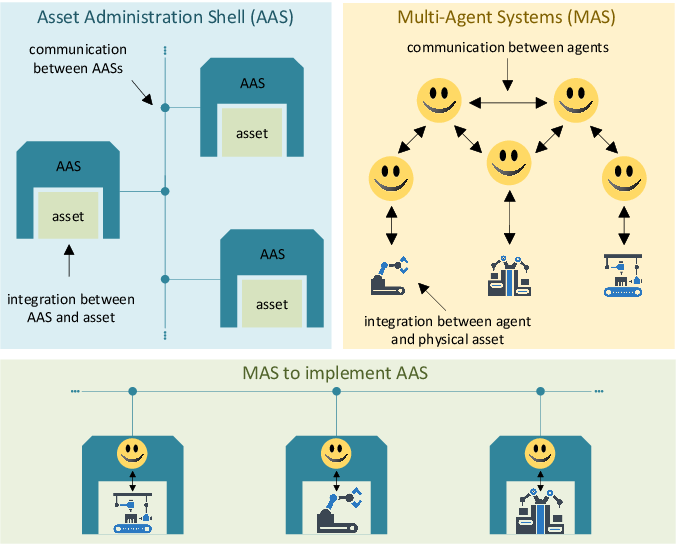 Asset Administration Shell (AAS)
communication
between AASs
AAS
asset
AAS
asset
AAS
asset
integration between
AAS and asset
Multi-Agent Systems (MAS)
communication between agents
integration between agent
and physical asset
MAS to implement AAS